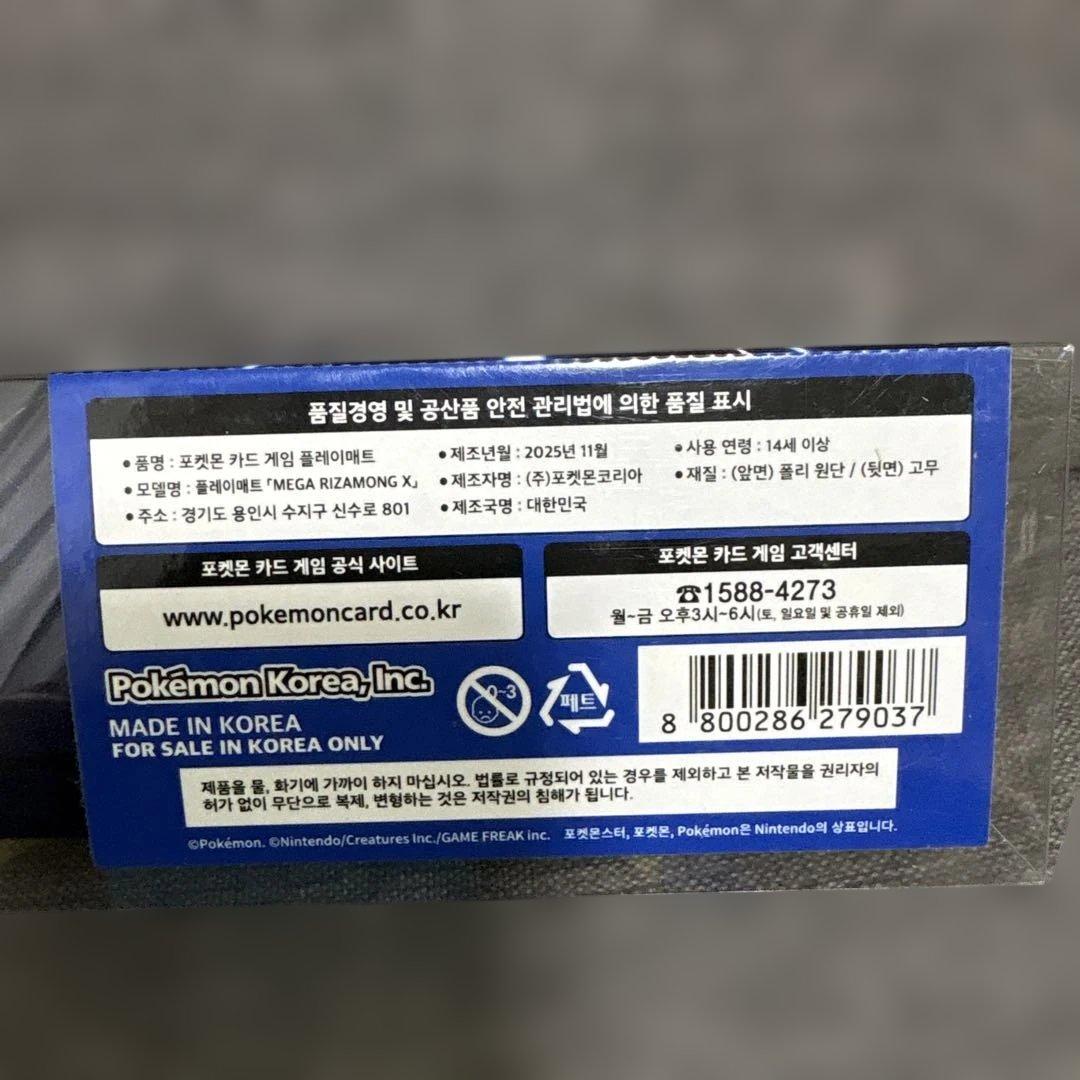 품질경영 및 공산품 안전 관리법에 의한 품질 표시
• 품명 : 포켓몬 카드 게임 플레이매트
• 모델명 : 플레이매트 「MEGA RIZAMONG X」
• 주소 : 경기도 용인시 수지구 신수로 801
• 제조년월 : 2025년 11월
• 제조자명 : (주)포켓몬코리아
• 제조국명 : 대한민국
• 사용 연령 : 14세 이상
• 재질 : (앞면) 폴리 원단 / (뒷면) 고무
포켓몬 카드 게임 공식 사이트
www.pokemoncard.co.kr
포켓몬 카드 게임 고객센터
☎1588-4273
월~금 오후3시~6시(토, 일요일 및 공휴일 제외)
Pokémon Korea, Inc.
MADE IN KOREA
FOR SALE IN KOREA ONLY
0~3
페트
8 800286 279037
제품을 물, 화기에 가까이 하지 마십시오. 법률로 규정되어 있는 경우를 제외하고 본 저작물을 권리자의
허가 없이 무단으로 복제, 변형하는 것은 저작권의 침해가 됩니다.
©Pokémon. ©Nintendo/Creatures Inc./GAME FREAK inc. 포켓몬스터, 포켓몬, Pokémon은 Nintendo의 상표입니다.